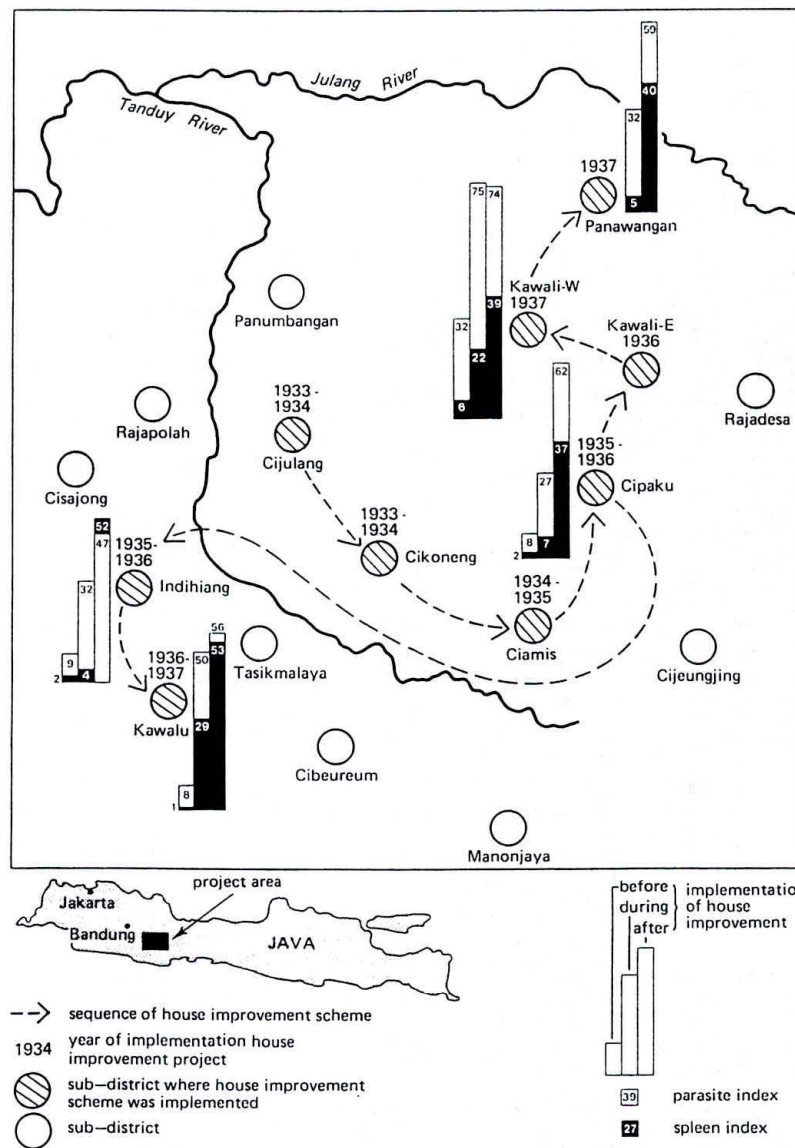 59
Julang River
Tanduy River
40
32
1937
75
74
5
Panawangan
Kawali-W
1937
39
Kawali-E
1936
Panumbangan
32
22
62
6
1933 -
1934
Rajadesa
Rajapolah
Cijulang
37
1935 -
1936
Cipaku
Cisajong
27
1933 -
1934
52
47
1935-
1936
8
7
2
Cikoneng
Indihiang
32
1934 -
1935
56
9
4
2
1936-
1937
50
53
Tasikmalaya
Ciamis
Cijeungjing
Kawalu
29
Cibeureum
8
1
Manonjaya
project area
Jakarta
Bandung
JAVA
before
during
after
implementation
of house
improvement
sequence of house improvement scheme
1934 year of implementation house
improvement project
sub–district where house improvement
scheme was implemented
sub–district
39 parasite index
27 spleen index